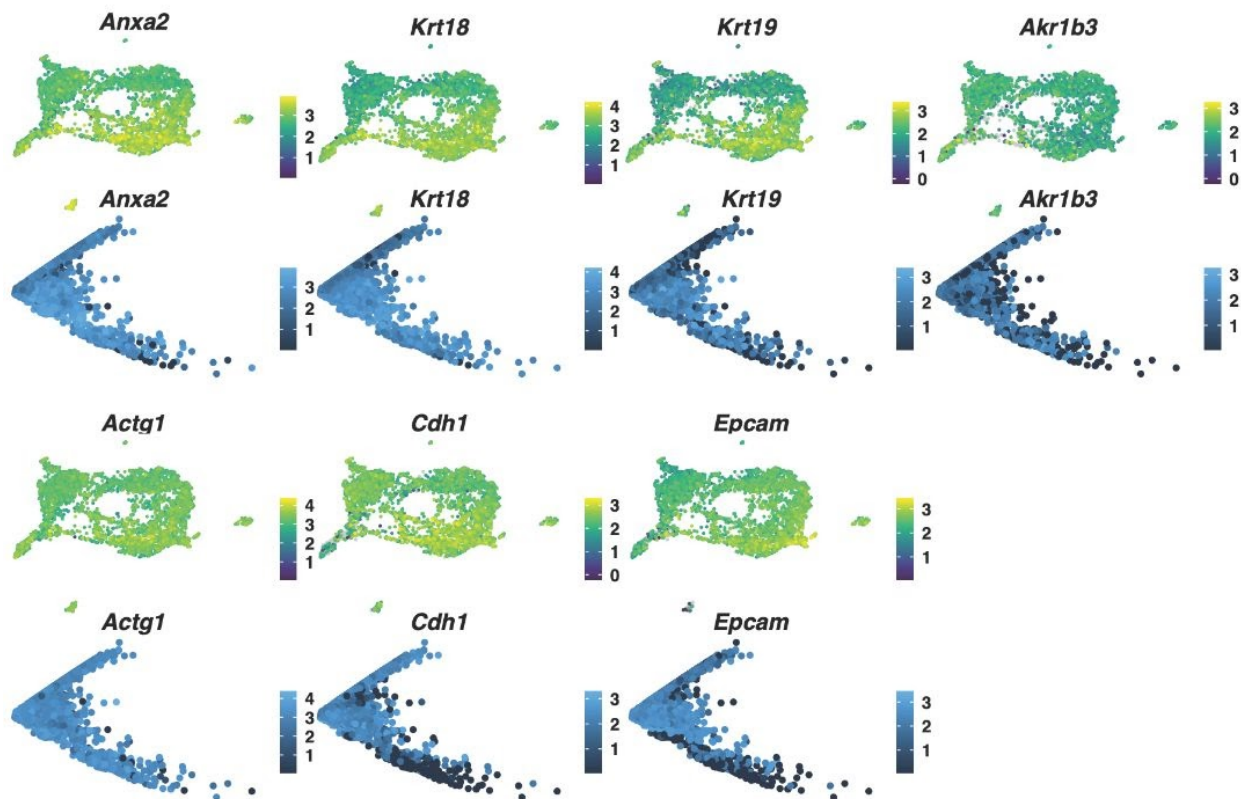 Anxa2 Krt18 Krt19 Akr1b3
3 4 4 3
2 3 3 2
1 2 2 1
1 1 0 0
Anxa2 Krt18 Krt19 Akr1b3
3 4 3 3
2 3 2 2
1 2 1 1
1
Actg1 Cdh1 Epcam
4 3 3
3 2 2
2 1 1
1 0
Actg1 Cdh1 Epcam
4 3 3
3 2 2
2 1 1
1